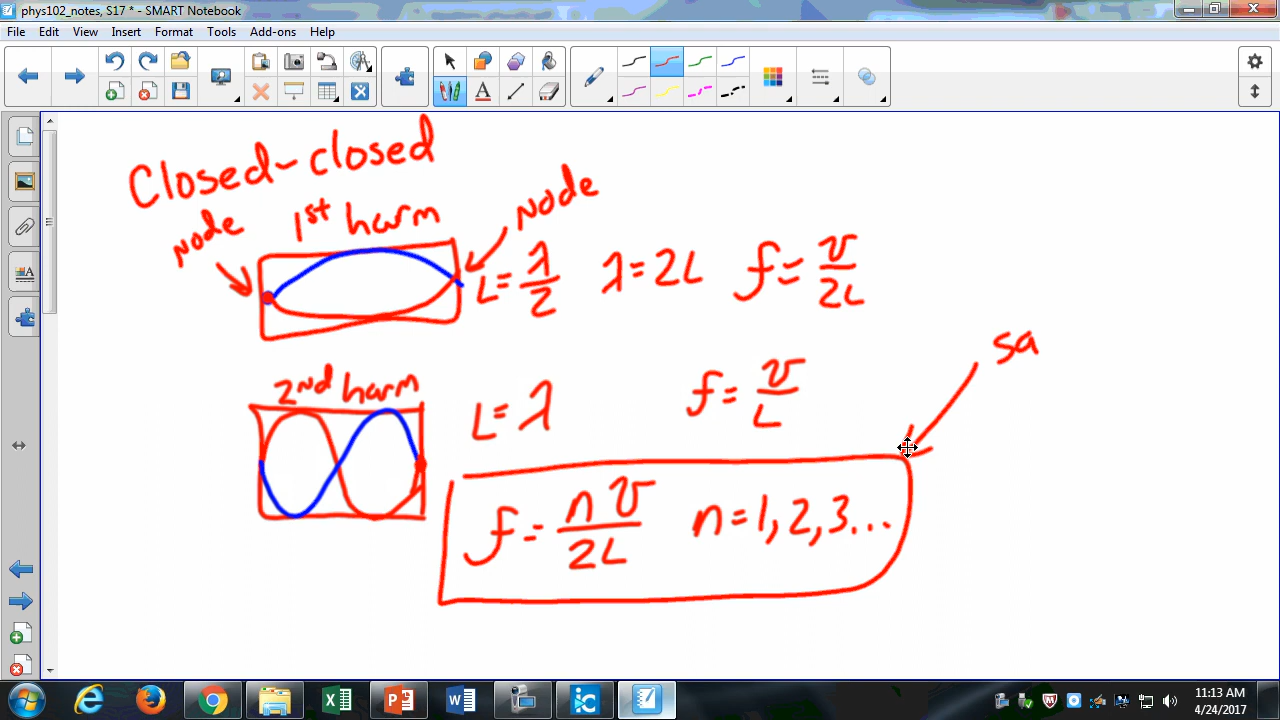 phys102_notes, S17 * - SMART Notebook
File Edit View Insert Format Tools Add-ons Help
Closed-closed
Node 1st harm Node
L = λ/2 λ = 2L f = v/2L
sa
2nd harm
L = λ f = v/L
f = nv/2L n = 1, 2, 3...
11:13 AM
4/24/2017